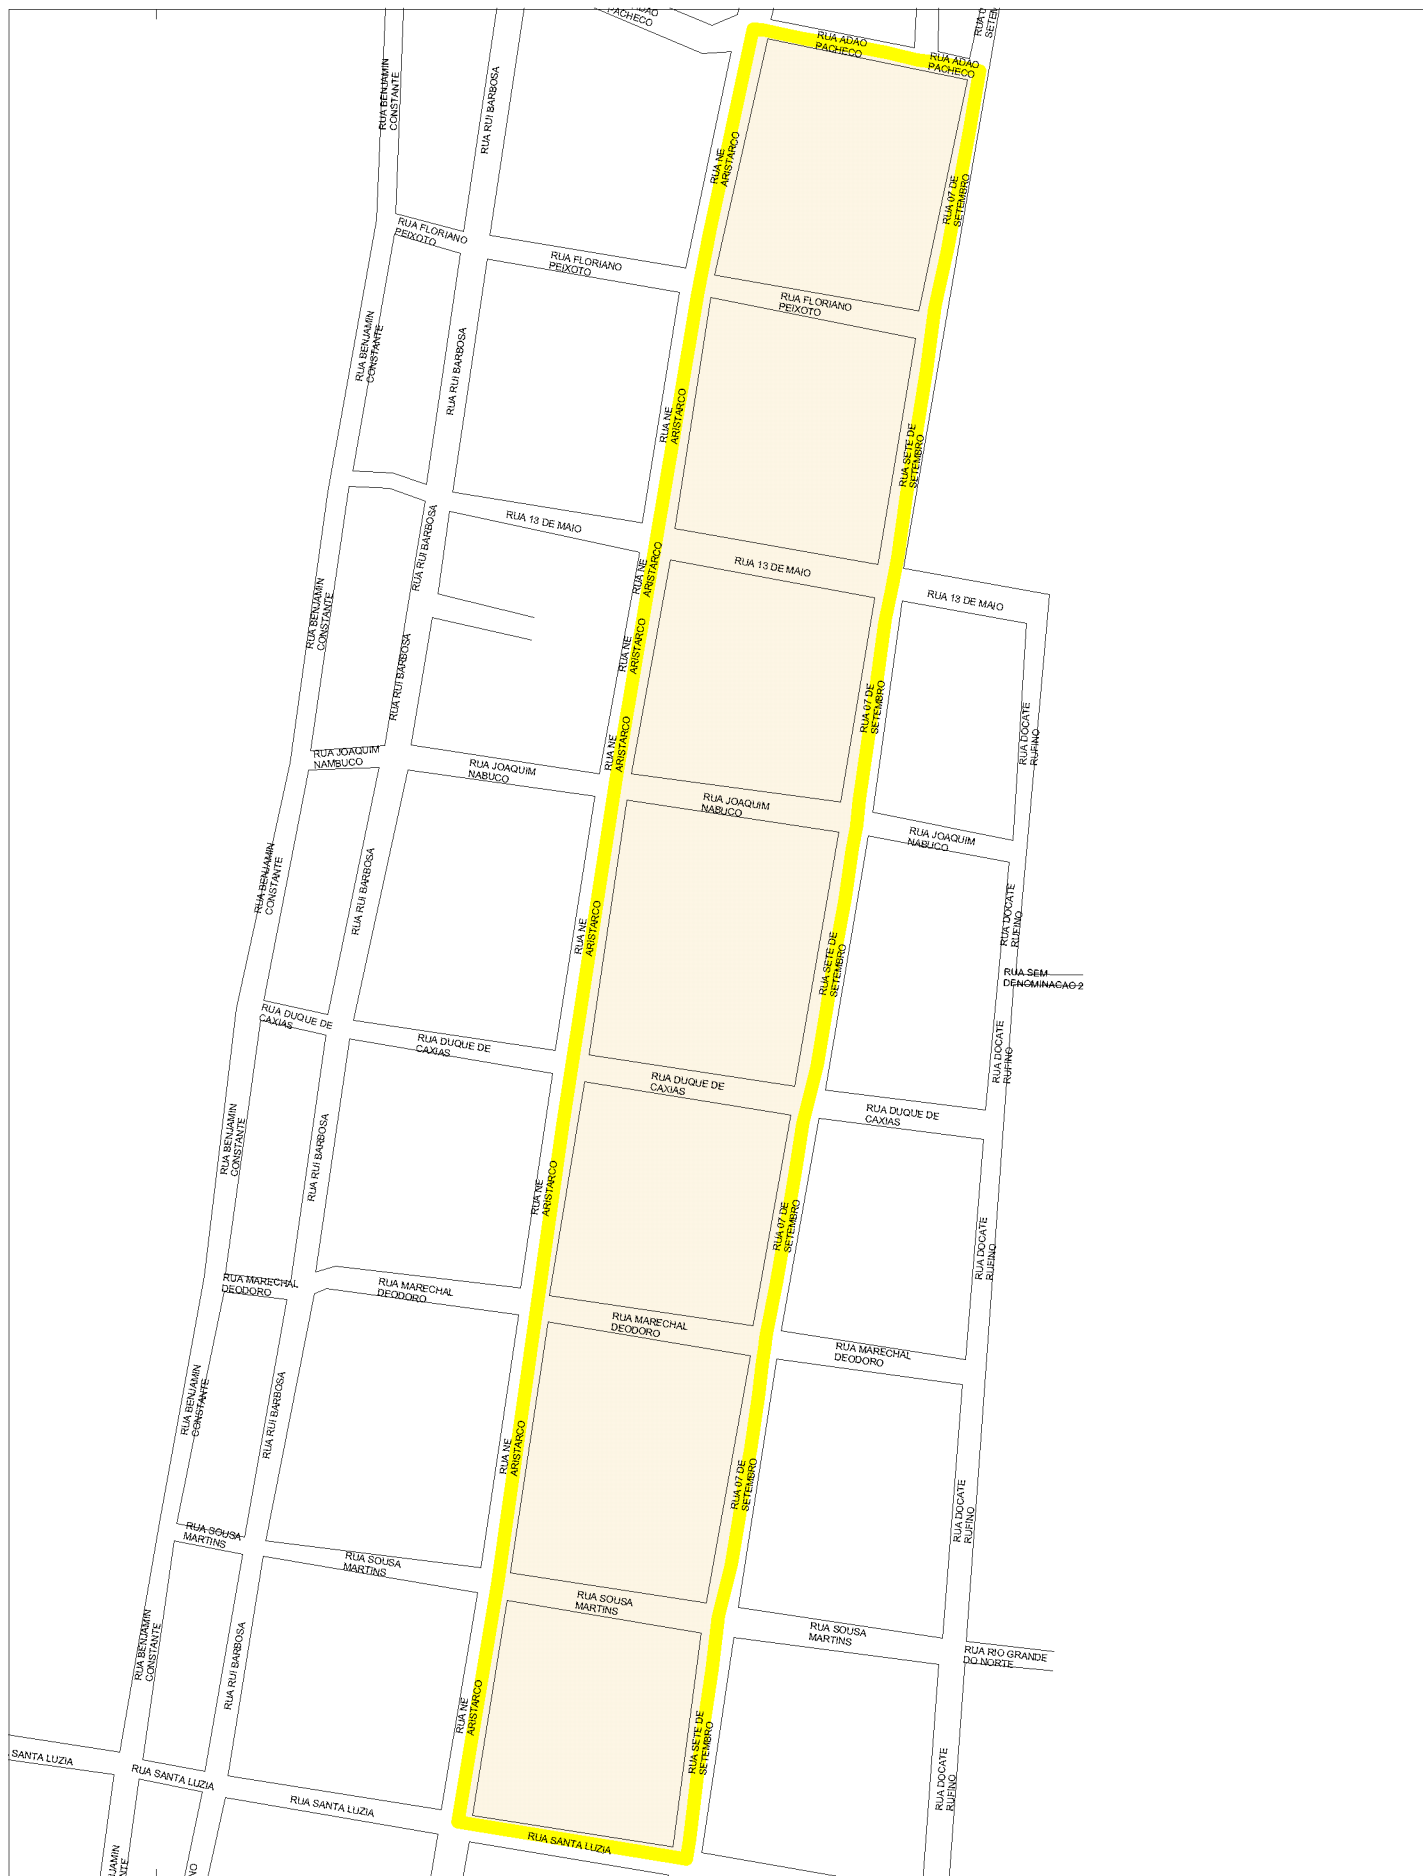 ADAO
PACHECO
RUA ADAO
PACHECO
RUA ADAO
PACHECO
SETEM
RUA BENJAMIN
CONSTANTE
RUA RUI BARBOSA
RUA NE
ARISTARCO
RUA 07 DE
SETEMBRO
RUA FLORIANO
PEIXOTO
RUA FLORIANO
PEIXOTO
RUA FLORIANO
PEIXOTO
RUA BENJAMIN
CONSTANTE
RUA RUI BARBOSA
RUA NE
ARISTARCO
RUA SETE DE
SETEMBRO
RUA 13 DE MAIO
RUA 13 DE MAIO
RUA 13 DE MAIO
RUA RUI BARBOSA
RUA NE
ARISTARCO
RUA BENJAMIN
CONSTANTE
RUA RUI BARBOSA
RUA NE
ARISTARCO
RUA 07 DE
SETEMBRO
RUA DOCATE
RUFINO
RUA NE
ARISTARCO
RUA JOAQUIM
NAMBUCO
RUA JOAQUIM
NABUCO
RUA JOAQUIM
NABUCO
RUA JOAQUIM
NABUCO
RUA BENJAMIN
CONSTANTE
RUA RUI BARBOSA
RUA NE
ARISTARCO
RUA SETE DE
SETEMBRO
RUA DOCATE
RUFINO
RUA SEM
DENOMINACAO 2
RUA DUQUE DE
CAXIAS
RUA DUQUE DE
CAXIAS
RUA DUQUE DE
CAXIAS
RUA DUQUE DE
CAXIAS
RUA DOCATE
RUFINO
RUA BENJAMIN
CONSTANTE
RUA RUI BARBOSA
RUA NE
ARISTARCO
RUA 07 DE
SETEMBRO
RUA DOCATE
RUFINO
RUA MARECHAL
DEODORO
RUA MARECHAL
DEODORO
RUA MARECHAL
DEODORO
RUA MARECHAL
DEODORO
RUA BENJAMIN
CONSTANTE
RUA RUI BARBOSA
RUA NE
ARISTARCO
RUA 07 DE
SETEMBRO
RUA DOCATE
RUFINO
RUA SOUSA
MARTINS
RUA SOUSA
MARTINS
RUA SOUSA
MARTINS
RUA SOUSA
MARTINS
RUA RIO GRANDE
DO NORTE
RUA BENJAMIN
CONSTANTE
RUA RUI BARBOSA
RUA NE
ARISTARCO
RUA SETE DE
SETEMBRO
RUA DOCATE
RUFINO
SANTA LUZIA
RUA SANTA LUZIA
RUA SANTA LUZIA
RUA SANTA LUZIA
JAMIN
NTE
NO